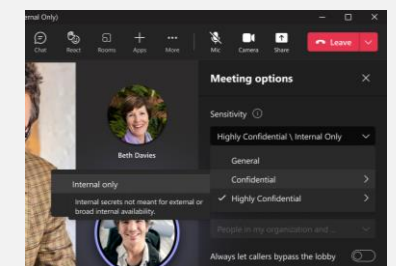 ernal Only)
Chat React Rooms Apps More Mic Camera Share Leave
Meeting options
Sensitivity
Highly Confidential \ Internal Only
General
Confidential
Highly Confidential
Beth Davies
Internal only
Internal secrets not meant for external or
broad internal availability.
People in my organization and ...
Always let callers bypass the lobby